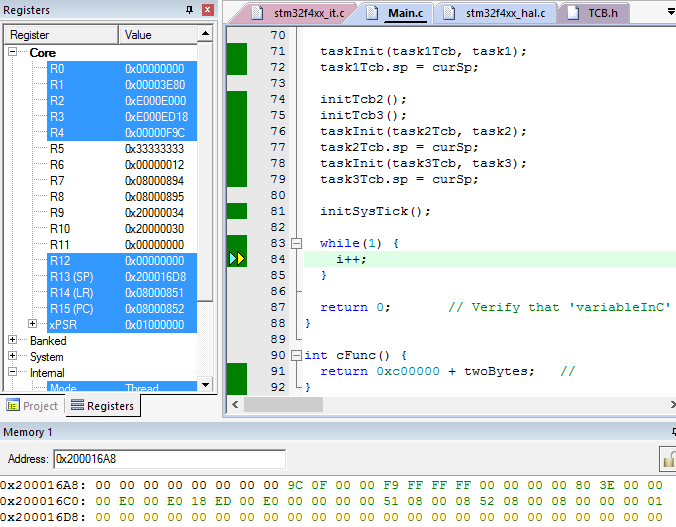 Registers
Register Value
Core
R0 0x00000000
R1 0x00003E80
R2 0xE000E000
R3 0xE000ED18
R4 0x00000F9C
R5 0x33333333
R6 0x00000012
R7 0x08000894
R8 0x08000895
R9 0x20000034
R10 0x20000030
R11 0x00000000
R12 0x00000000
R13 (SP) 0x200016D8
R14 (LR) 0x08000851
R15 (PC) 0x08000852
xPSR 0x01000000
Banked
System
Internal
Mode Thread
Project Registers
stm32f4xx_it.c Main.c stm32f4xx_hal.c TCB.h
70
71 taskInit(task1Tcb, task1);
72 task1Tcb.sp = curSp;
73
74 initTcb2();
75 initTcb3();
76 taskInit(task2Tcb, task2);
77 task2Tcb.sp = curSp;
78 taskInit(task3Tcb, task3);
79 task3Tcb.sp = curSp;
80
81 initSysTick();
82
83 while(1) {
84 i++;
85 }
86
87 return 0; // Verify that 'variableInC'
88 }
89
90 int cFunc() {
91 return 0xc00000 + twoBytes; //
92 }
Memory 1
Address: 0x200016A8
0x200016A8: 00 00 00 00 00 00 00 00 9C 0F 00 00 F9 FF FF FF 00 00 00 00 80 3E 00 00
0x200016C0: 00 E0 00 E0 18 ED 00 E0 00 00 00 00 51 08 00 08 52 08 00 08 00 00 00 01
0x200016D8: 00 00 00 00 00 00 00 00 00 00 00 00 00 00 00 00 00 00 00 00 00 00 00 00